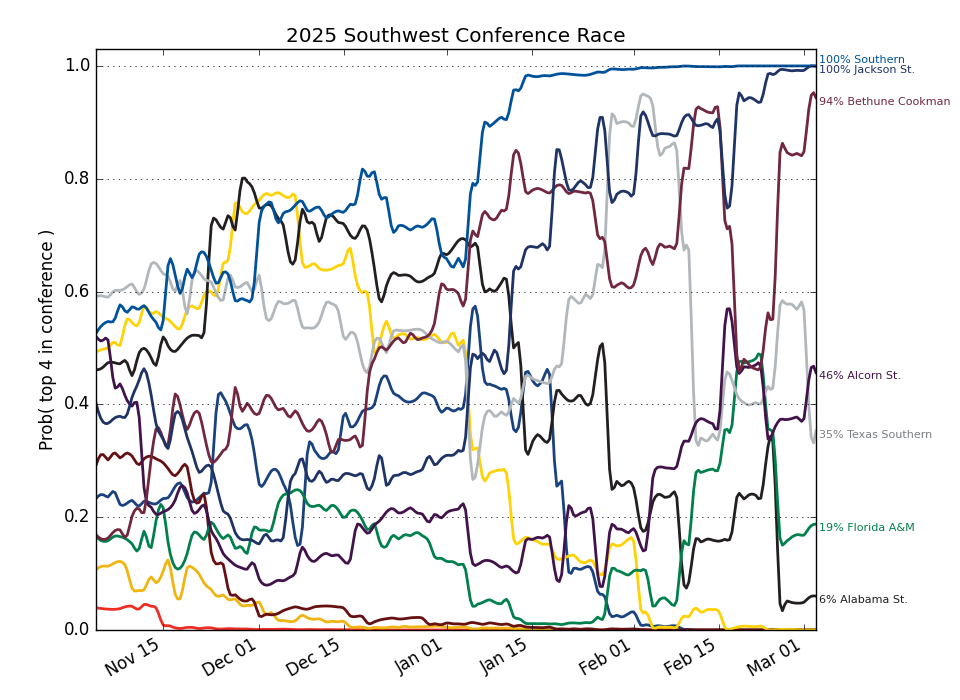 2025 Southwest Conference Race
Prob( top 4 in conference )
1.0
0.8
0.6
0.4
0.2
0.0
Nov 15
Dec 01
Dec 15
Jan 01
Jan 15
Feb 01
Feb 15
Mar 01
100% Southern
100% Jackson St.
94% Bethune Cookman
46% Alcorn St.
35% Texas Southern
19% Florida A&M
6% Alabama St.